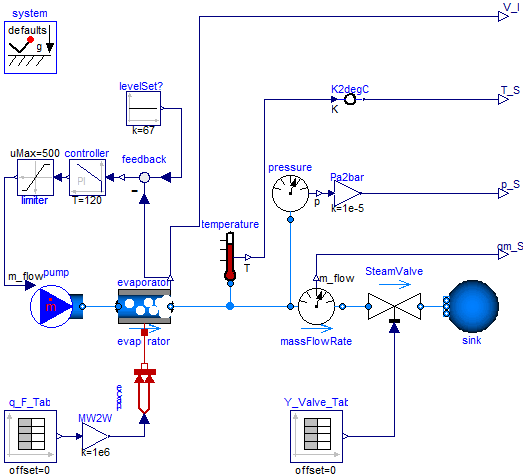 system
defaults
g
V_l
levelSet?
k=67
K2degC
K
T_S
uMax=500
controller
PI
T=120
limiter
feedback
pressure
p
Pa2bar
k=1e-5
p_S
temperature
T
qm_S
m_flow
pump
m
evaporator
evaporator
m_flow
massFlowRate
SteamValve
sink
q_F_Tab
offset=0
MW2W
k=1e6
Y_Valve_Tab
offset=0